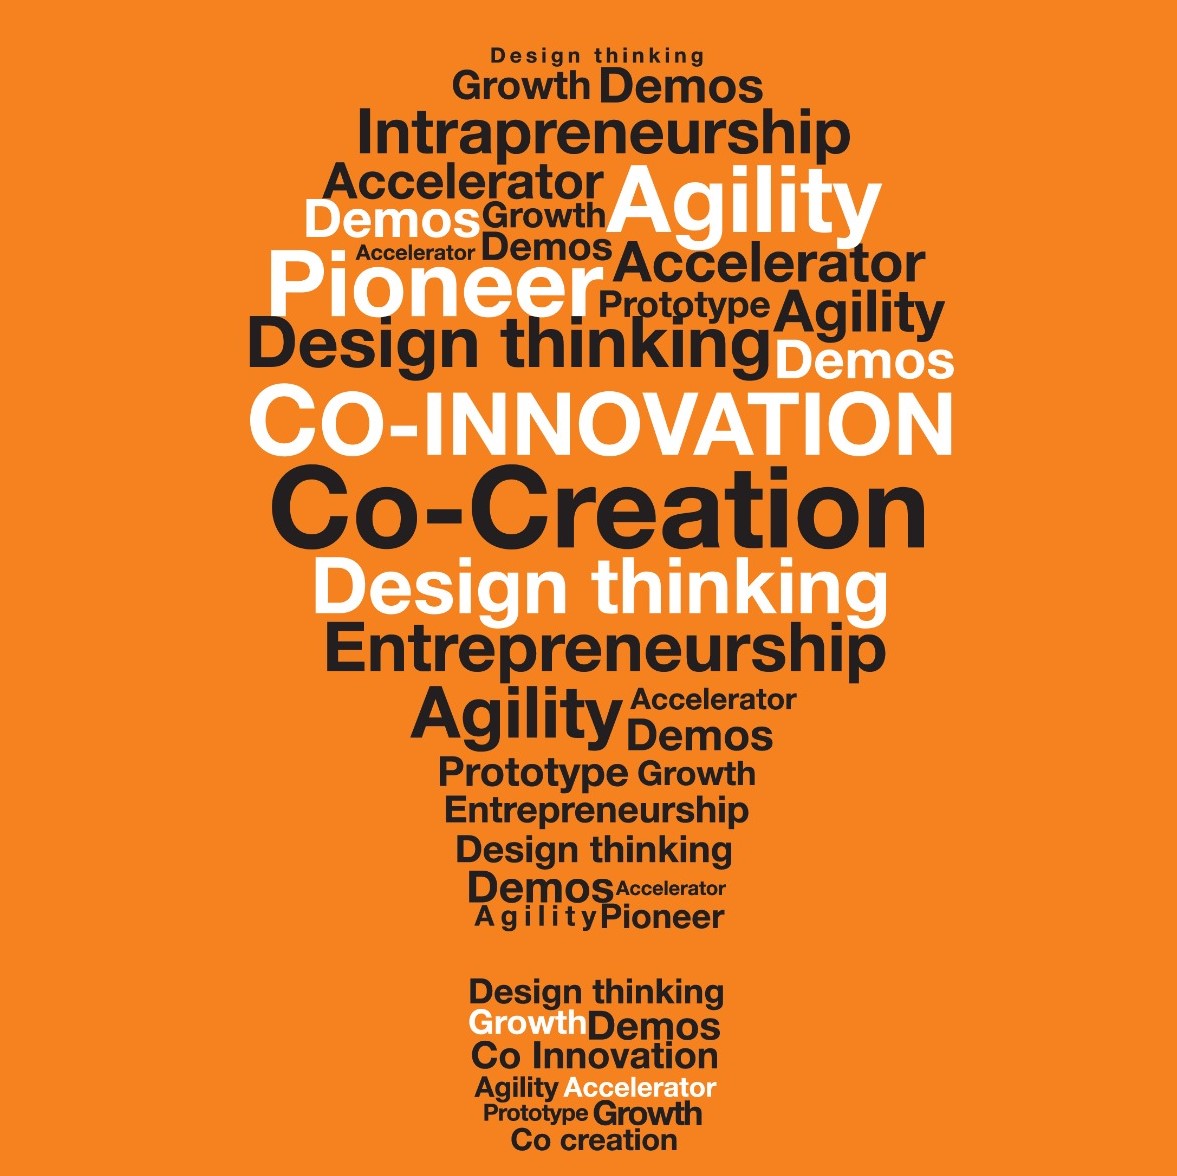 Design thinking
Growth Demos
Intrapreneurship
Accelerator Agility
Demos Growth
Accelerator Demos Accelerator
Pioneer Prototype Agility
Design thinking Demos
CO-INNOVATION
Co-Creation
Design thinking
Entrepreneurship
Agility Accelerator
Demos
Prototype Growth
Entrepreneurship
Design thinking
Demos Accelerator
Agility Pioneer
Design thinking
Growth Demos
Co Innovation
Agility Accelerator
Prototype Growth
Co creation